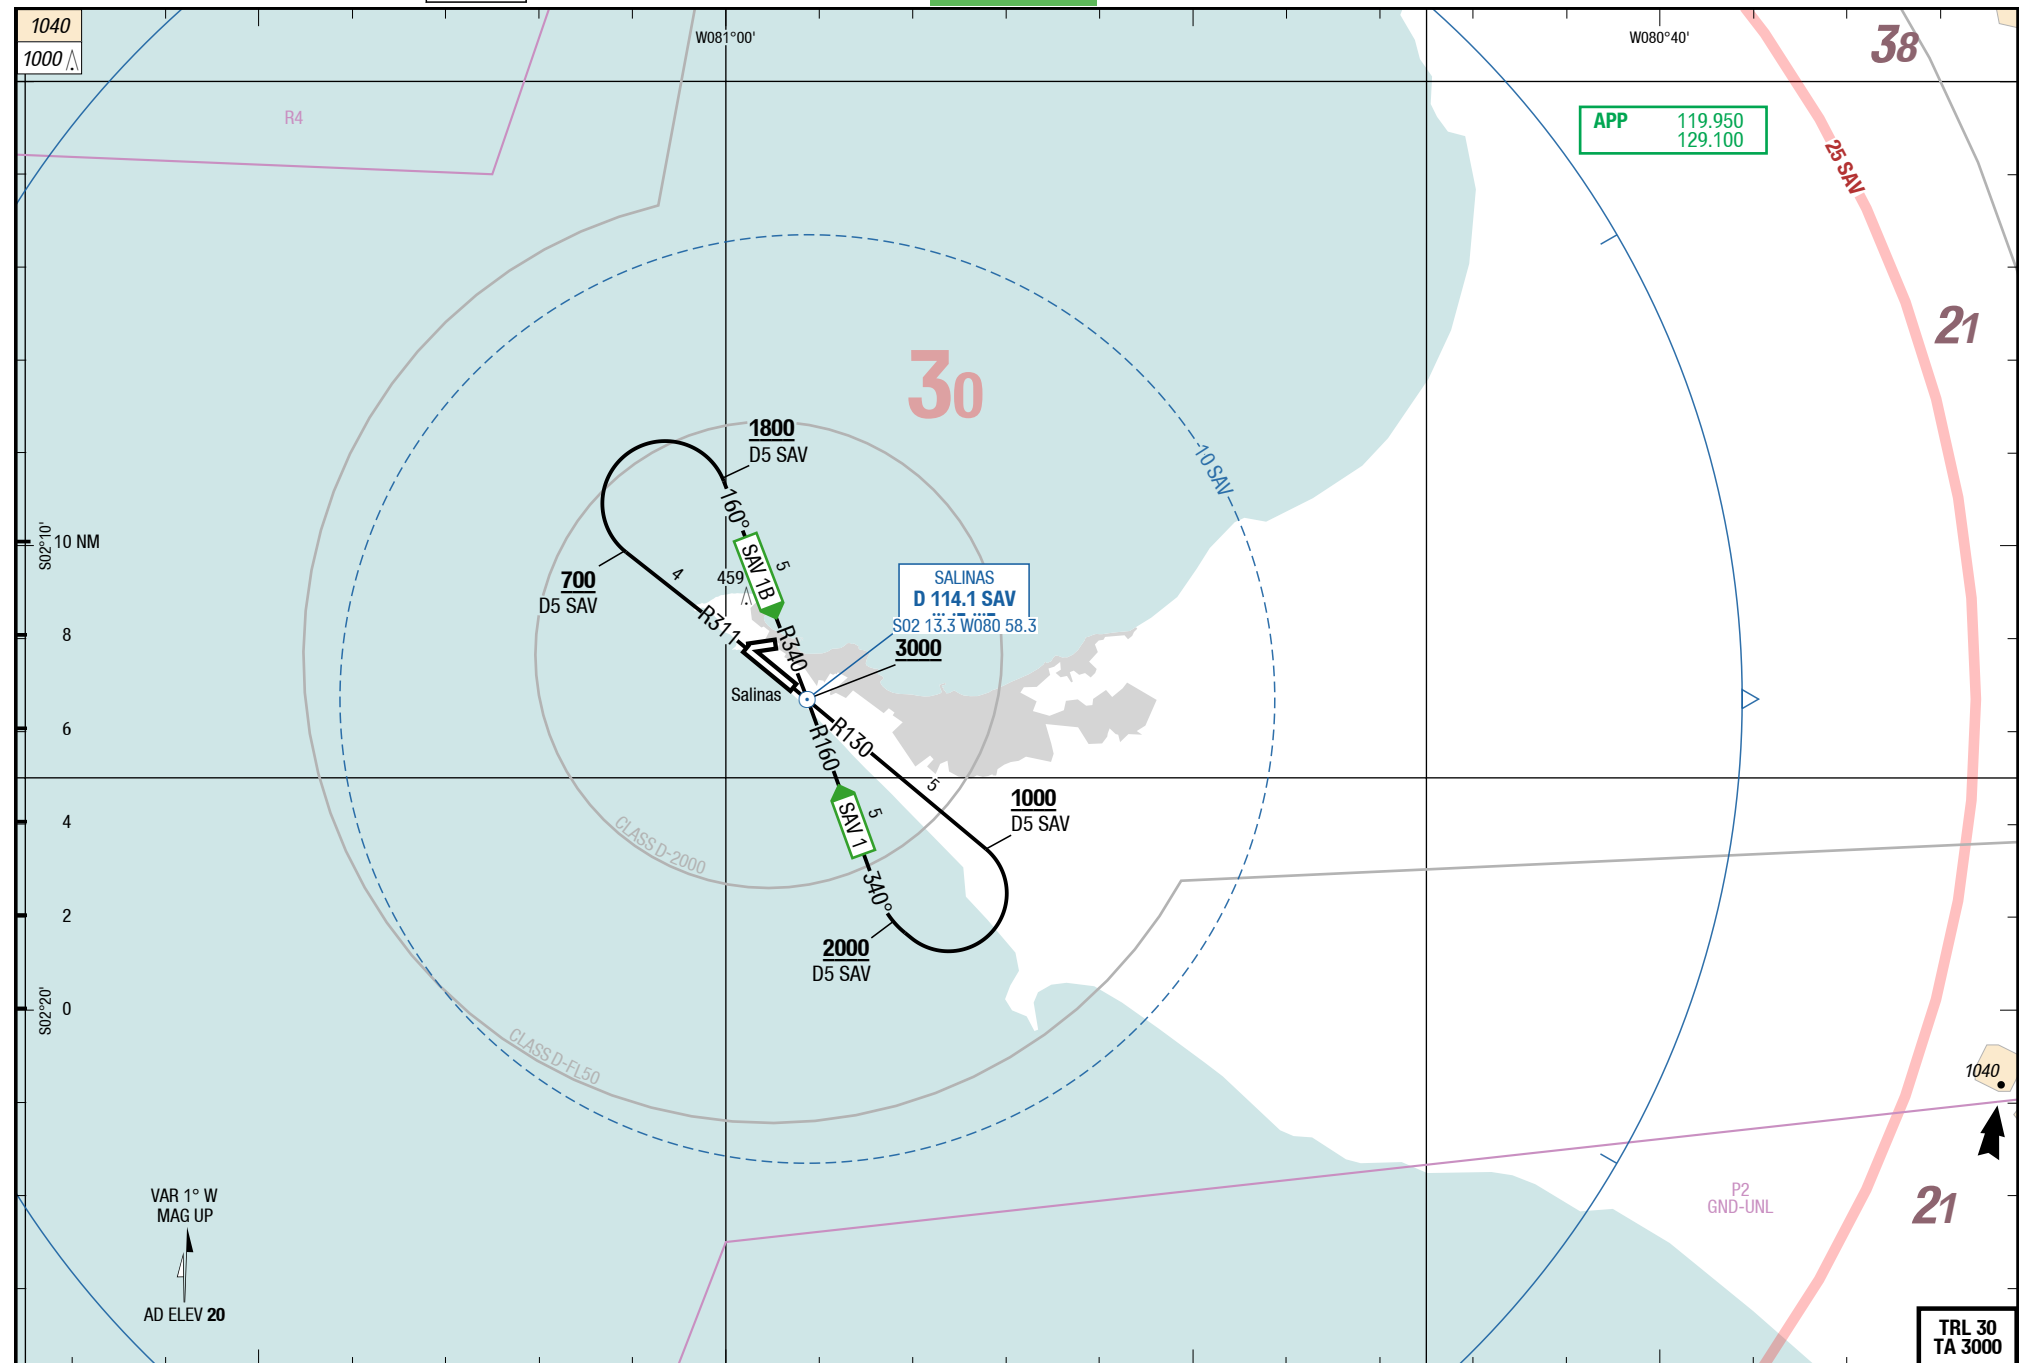 1040
1000
W081°00'
W080°40'
38
R4
APP 119.950
129.100
25 SAV
21
30
1800
D5 SAV
10 SAV
160°
S02°10'
10 NM
SAV 1B
5
4
459
700
D5 SAV
SALINAS
D 114.1 SAV
S02 13.3 W080 58.3
R311
R340
8
3000
Salinas
6
R130
R160
5
1000
D5 SAV
4
SAV 1
5
CLASS D-2000
340°
2
2000
D5 SAV
S02°20'
0
CLASS D-FL50
1040
VAR 1° W
MAG UP
P2
GND-UNL
21
AD ELEV 20
TRL 30
TA 3000